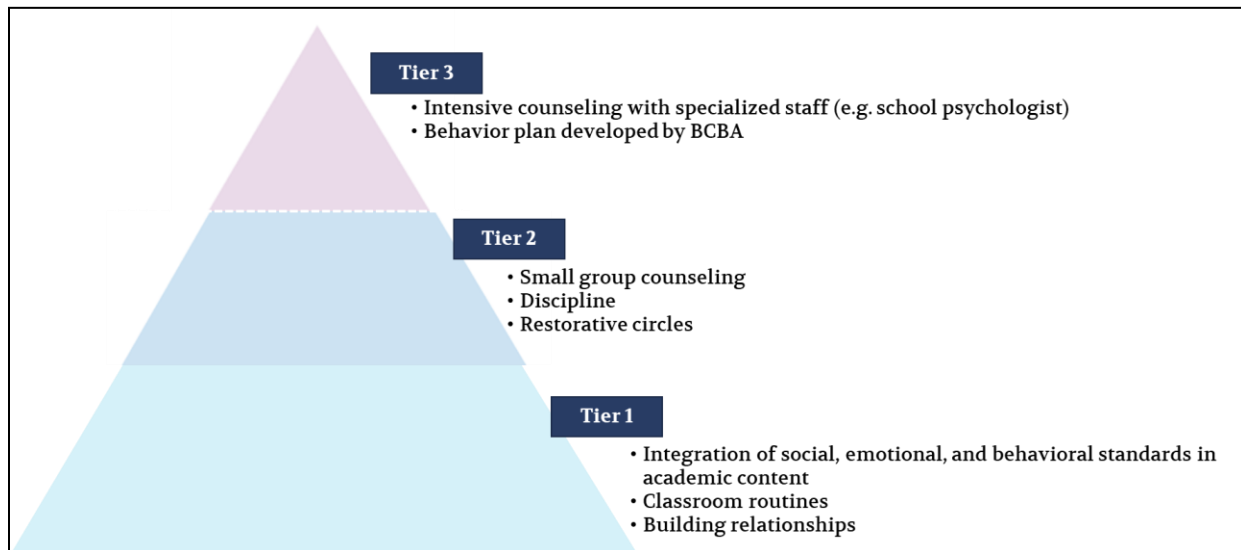 Tier 3
• Intensive counseling with specialized staff (e.g. school psychologist)
• Behavior plan developed by BCBA
Tier 2
• Small group counseling
• Discipline
• Restorative circles
Tier 1
• Integration of social, emotional, and behavioral standards in
academic content
• Classroom routines
• Building relationships